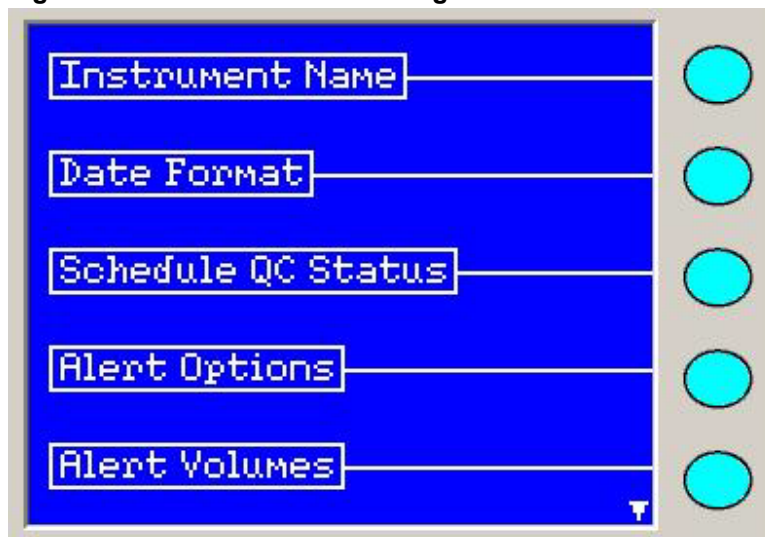 Instrument Name
Date Format
Schedule QC Status
Alert Options
Alert Volumes